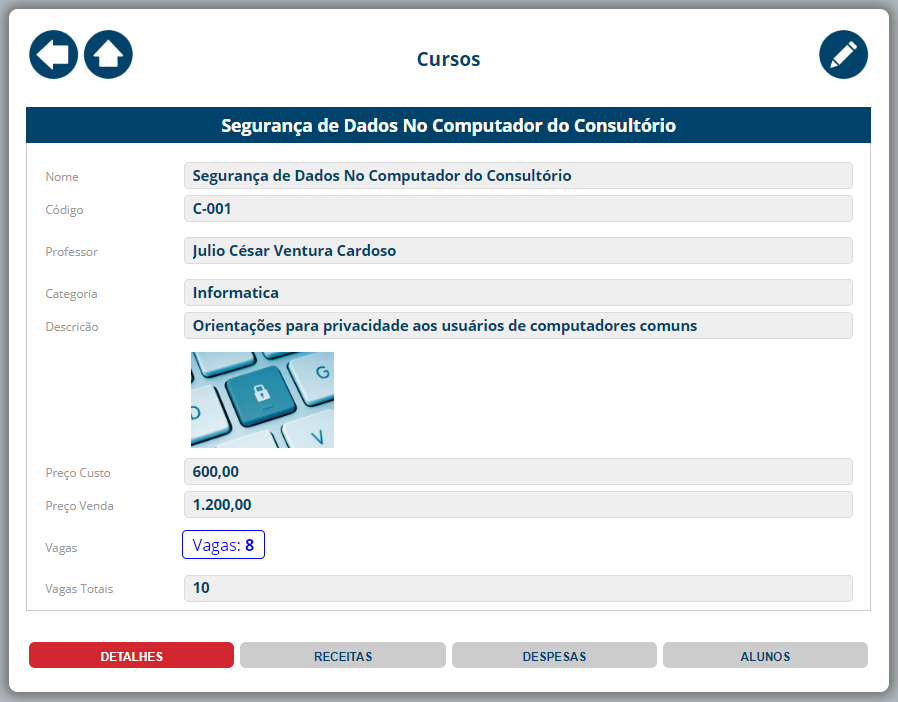 Cursos
Segurança de Dados No Computador do Consultório
Nome Segurança de Dados No Computador do Consultório
Código C-001
Professor Julio César Ventura Cardoso
Categoria Informatica
Descricão Orientações para privacidade aos usuários de computadores comuns
G
D
V
Preço Custo 600,00
Preço Venda 1.200,00
Vagas Vagas: 8
Vagas Totais 10
DETALHES RECEITAS DESPESAS ALUNOS